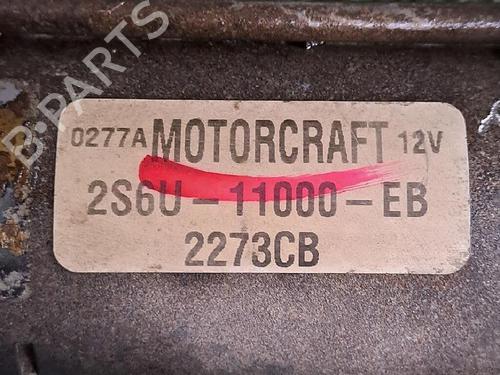 0277A MOTORCRAFT 12V
2S6U-11000-EB
2273CB
B-PARTS